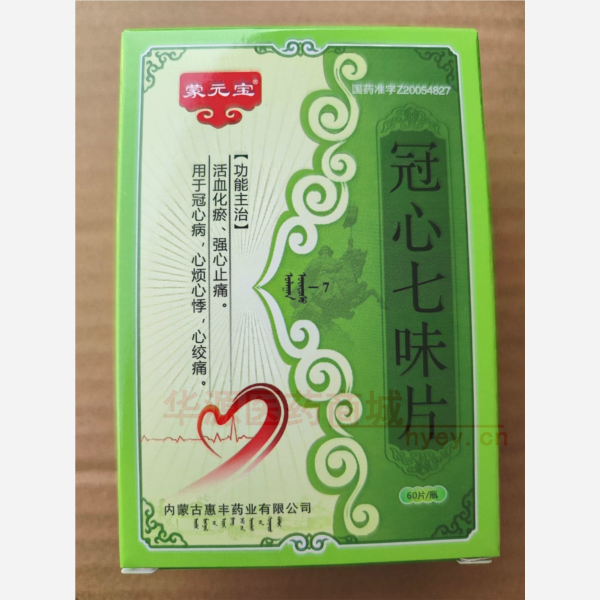 蒙元宝®
国药准字Z20054827
冠心七味片
【功能主治】
活血化瘀、强心止痛。
用于冠心病，心烦心悸，心绞痛。
-7
60片/瓶
内蒙古惠丰药业有限公司
华源医药商城
hyey.cn